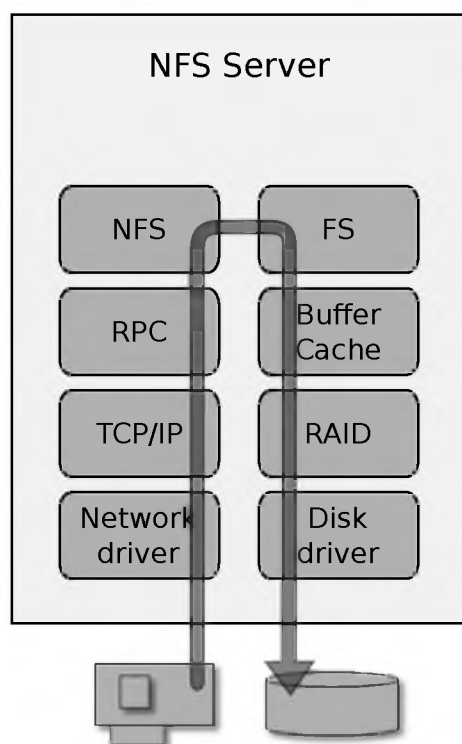 NFS Server
NFS
FS
RPC
Buffer
Cache
TCP/IP
RAID
Network
driver
Disk
driver